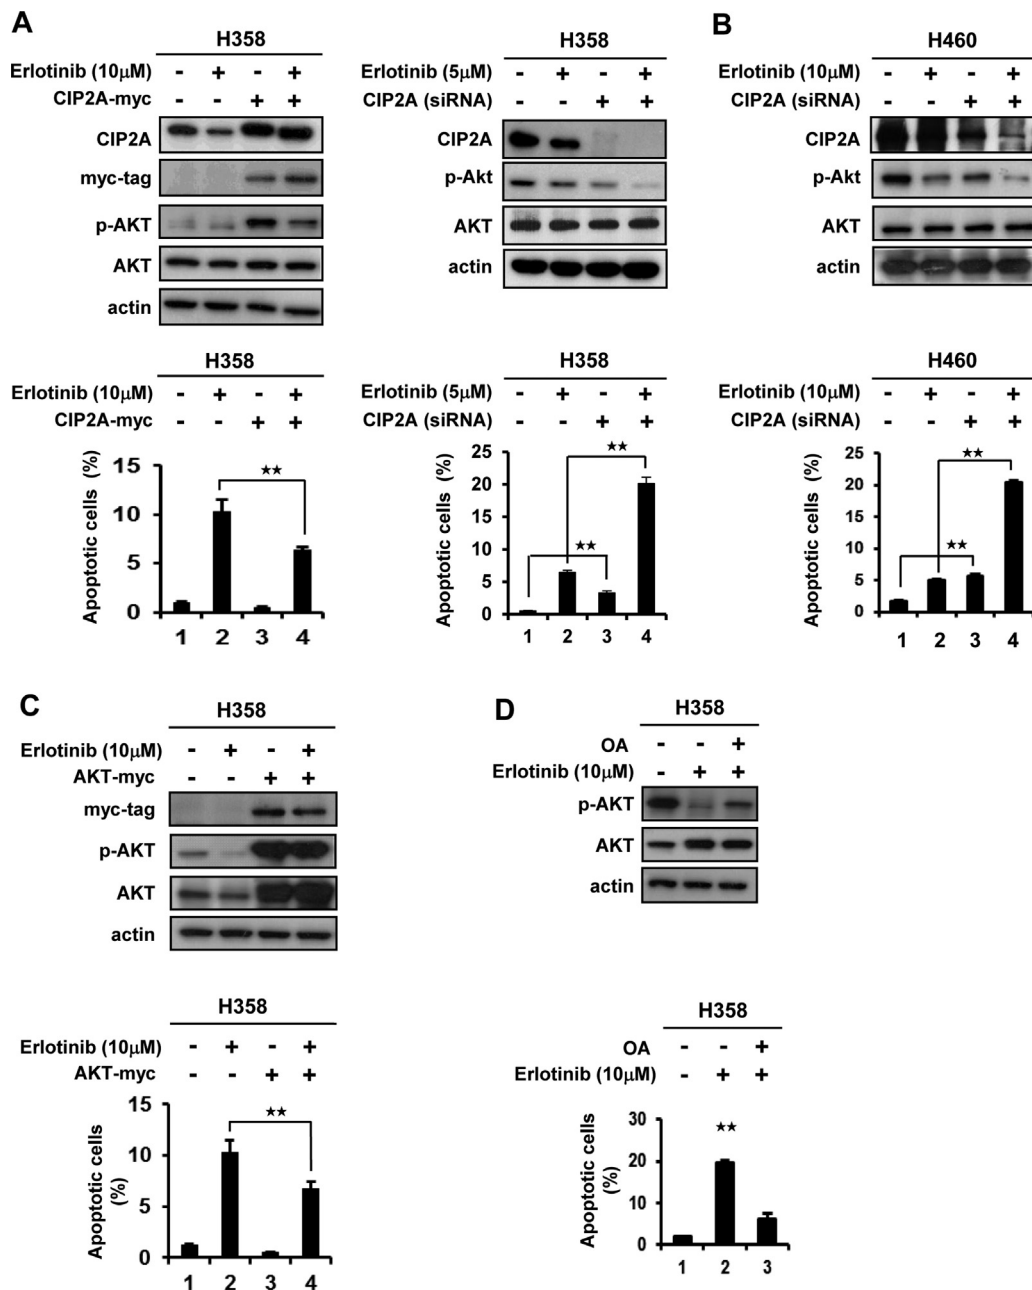 A
H358
Erlotinib (10µM) - + - +
CIP2A-myc - - + +
CIP2A
myc-tag
p-AKT
AKT
actin
H358
Erlotinib (5µM) - + - +
CIP2A (siRNA) - - + +
CIP2A
p-Akt
AKT
actin
B
H460
Erlotinib (10µM) - + - +
CIP2A (siRNA) - - + +
CIP2A
p-Akt
AKT
actin
H358
Erlotinib (10µM) - + - +
CIP2A-myc - - + +
Apoptotic cells (%)
15
10
5
0
★★
1 2 3 4
H358
Erlotinib (5µM) - + - +
CIP2A (siRNA) - - + +
Apoptotic cells (%)
25
20
15
10
5
0
★★
★★
1 2 3 4
H460
Erlotinib (10µM) - + - +
CIP2A (siRNA) - - + +
Apoptotic cells (%)
25
20
15
10
5
0
★★
★★
1 2 3 4
C
H358
Erlotinib (10µM) - + - +
AKT-myc - - + +
myc-tag
p-AKT
AKT
actin
D
H358
OA - - +
Erlotinib (10µM) - + +
p-AKT
AKT
actin
H358
Erlotinib (10µM) - + - +
AKT-myc - - + +
Apoptotic cells
(%)
15
10
5
0
★★
1 2 3 4
H358
OA - - +
Erlotinib (10µM) - + +
Apoptotic cells
(%)
30
20
10
0
★★
1 2 3